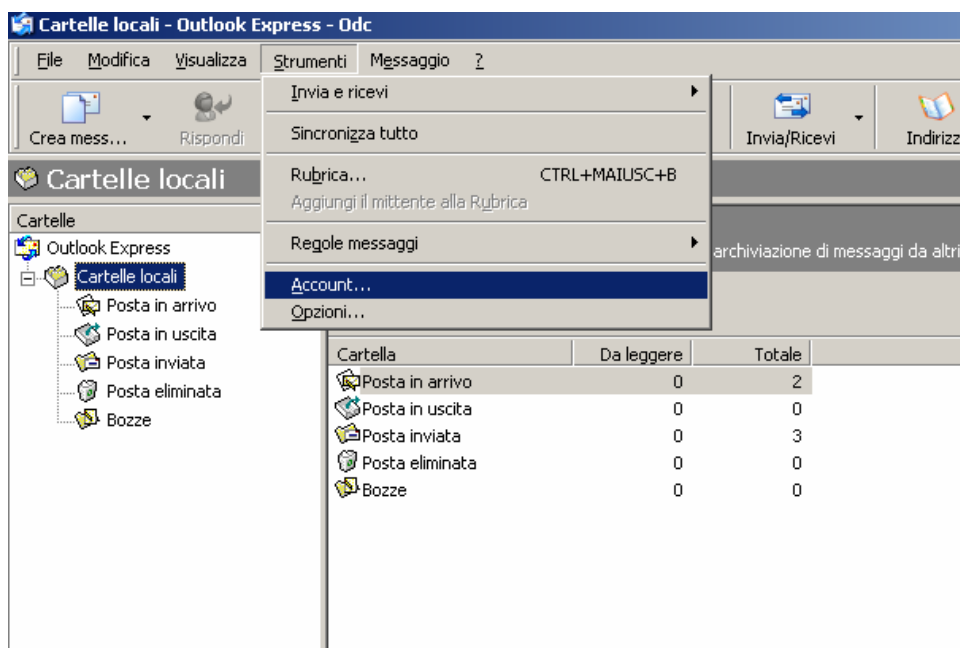 Cartelle locali - Outlook Express - Odc
File Modifica Visualizza Strumenti Messaggio ?
Crea mess... Rispondi Invia/Ricevi Indirizz
Invia e ricevi
Sincronizza tutto
Rubrica... CTRL+MAIUSC+B
Aggiungi il mittente alla Rubrica
Regole messaggi
Account...
Opzioni...
Cartelle locali
archiviazione di messaggi da altri
Cartelle
Outlook Express
Cartelle locali
Posta in arrivo
Posta in uscita
Posta inviata
Posta eliminata
Bozze
Cartella Da leggere Totale
Posta in arrivo 0 2
Posta in uscita 0 0
Posta inviata 0 3
Posta eliminata 0 0
Bozze 0 0